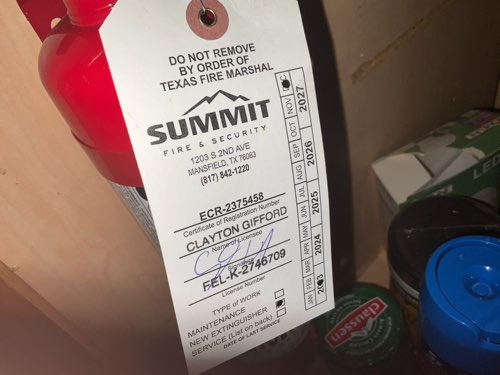 DO NOT REMOVE
BY ORDER OF
TEXAS FIRE MARSHAL
SUMMIT
FIRE & SECURITY
1203 S 2ND AVE
MANSFIELD, TX 76063
(817) 842-1220
ECR-2375458
Certificate of Registration Number
CLAYTON GIFFORD
Name of Licensee
Signature
FEL-K-2746709
License Number
TYPE OF WORK
MAINTENANCE
NEW EXTINGUISHER
SERVICE (List on back)
DATE OF LAST SERVICE
JAN FEB MAR APR MAY JUN JUL AUG SEP OCT NOV
2024 2025 2026 2027
claussen
LED